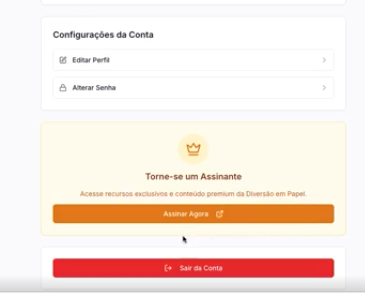 Configurações da Conta
Editar Perfil
Alterar Senha
Torne-se um Assinante
Acesse recursos exclusivos e conteúdo premium da Diversão em Papel.
Assinar Agora
Sair da Conta